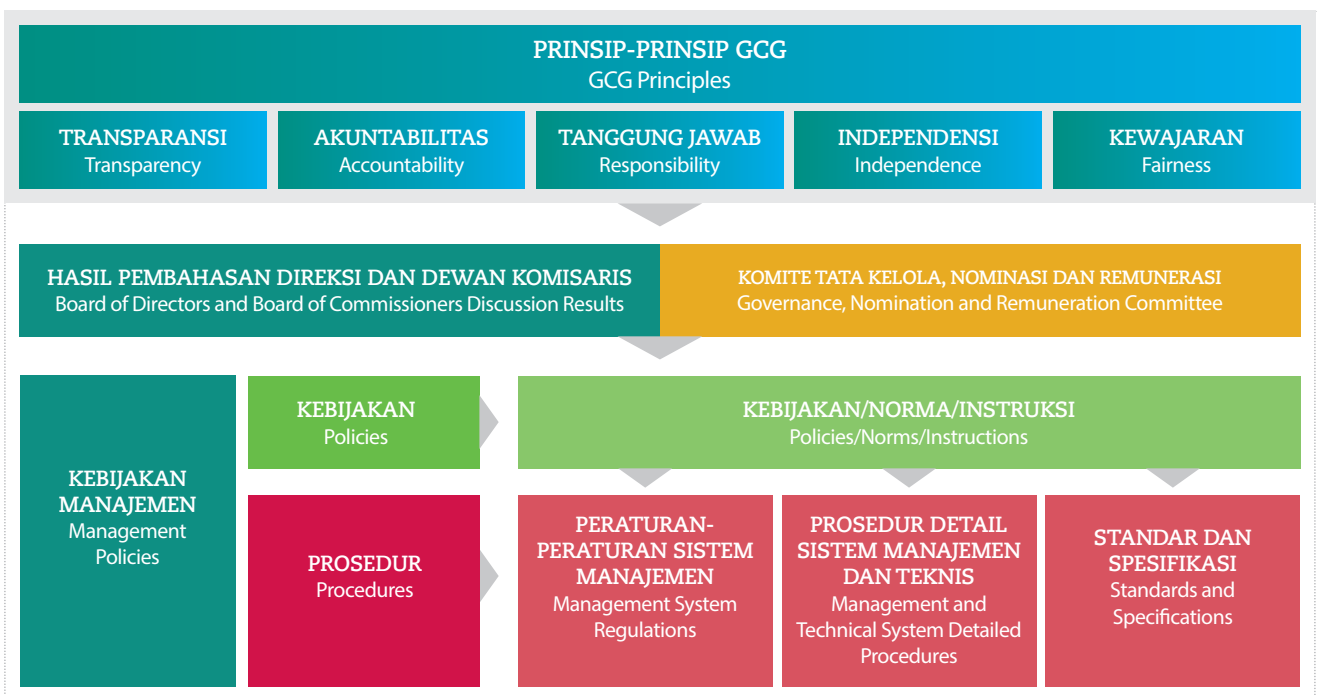 PRINSIP-PRINSIP GCG
GCG Principles
TRANSPARANSI
Transparency
AKUNTABILITAS
Accountability
TANGGUNG JAWAB
Responsibility
INDEPENDENSI
Independence
KEWAJARAN
Fairness
HASIL PEMBAHASAN DIREKSI DAN DEWAN KOMISARIS
Board of Directors and Board of Commissioners Discussion Results
KOMITE TATA KELOLA, NOMINASI DAN REMUNERASI
Governance, Nomination and Remuneration Committee
KEBIJAKAN
MANAJEMEN
Management
Policies
KEBIJAKAN
Policies
KEBIJAKAN/NORMA/INSTRUKSI
Policies/Norms/Instructions
PROSEDUR
Procedures
PERATURAN-
PERATURAN SISTEM
MANAJEMEN
Management System
Regulations
PROSEDUR DETAIL
SISTEM MANAJEMEN
DAN TEKNIS
Management and
Technical System Detailed
Procedures
STANDAR DAN
SPESIFIKASI
Standards and
Specifications